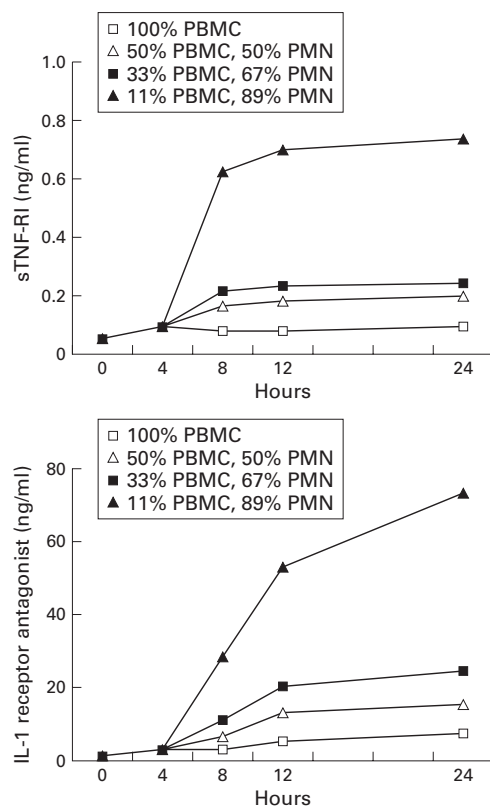 □ 100% PBMC
△ 50% PBMC, 50% PMN
■ 33% PBMC, 67% PMN
▲ 11% PBMC, 89% PMN
1.0
0.8
0.6
0.4
0.2
0
sTNF-RI (ng/ml)
0 4 8 12 24
Hours
□ 100% PBMC
△ 50% PBMC, 50% PMN
■ 33% PBMC, 67% PMN
▲ 11% PBMC, 89% PMN
80
60
40
20
0
IL-1 receptor antagonist (ng/ml)
0 4 8 12 24
Hours